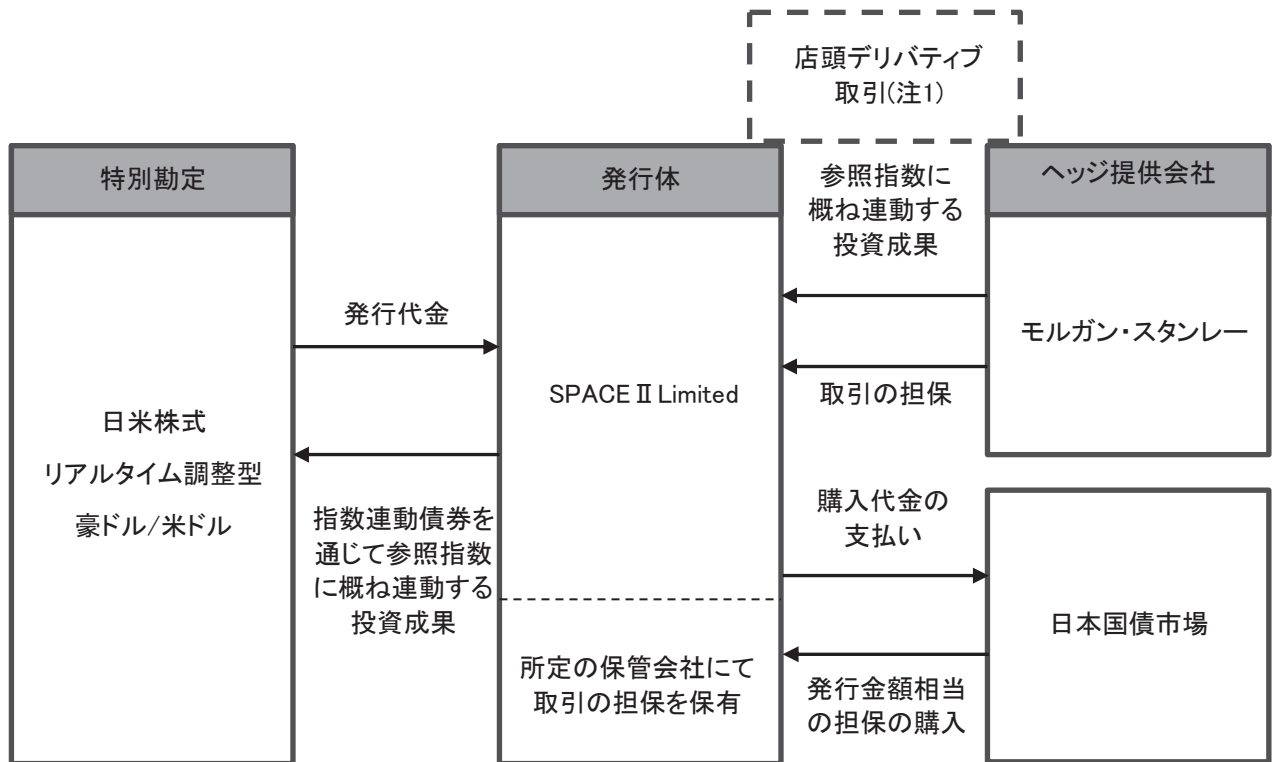 店頭デリバティブ
取引(注1)
特別勘定
発行体
ヘッジ提供会社
参照指数に
概ね連動する
投資成果
発行代金
モルガン・スタンレー
SPACEⅡLimited
取引の担保
日米株式
リアルタイム調整型
豪ドル/米ドル
指数連動債券を
通じて参照指数
に概ね連動する
投資成果
購入代金の
支払い
日本国債市場
所定の保管会社にて
取引の担保を保有
発行金額相当
の担保の購入